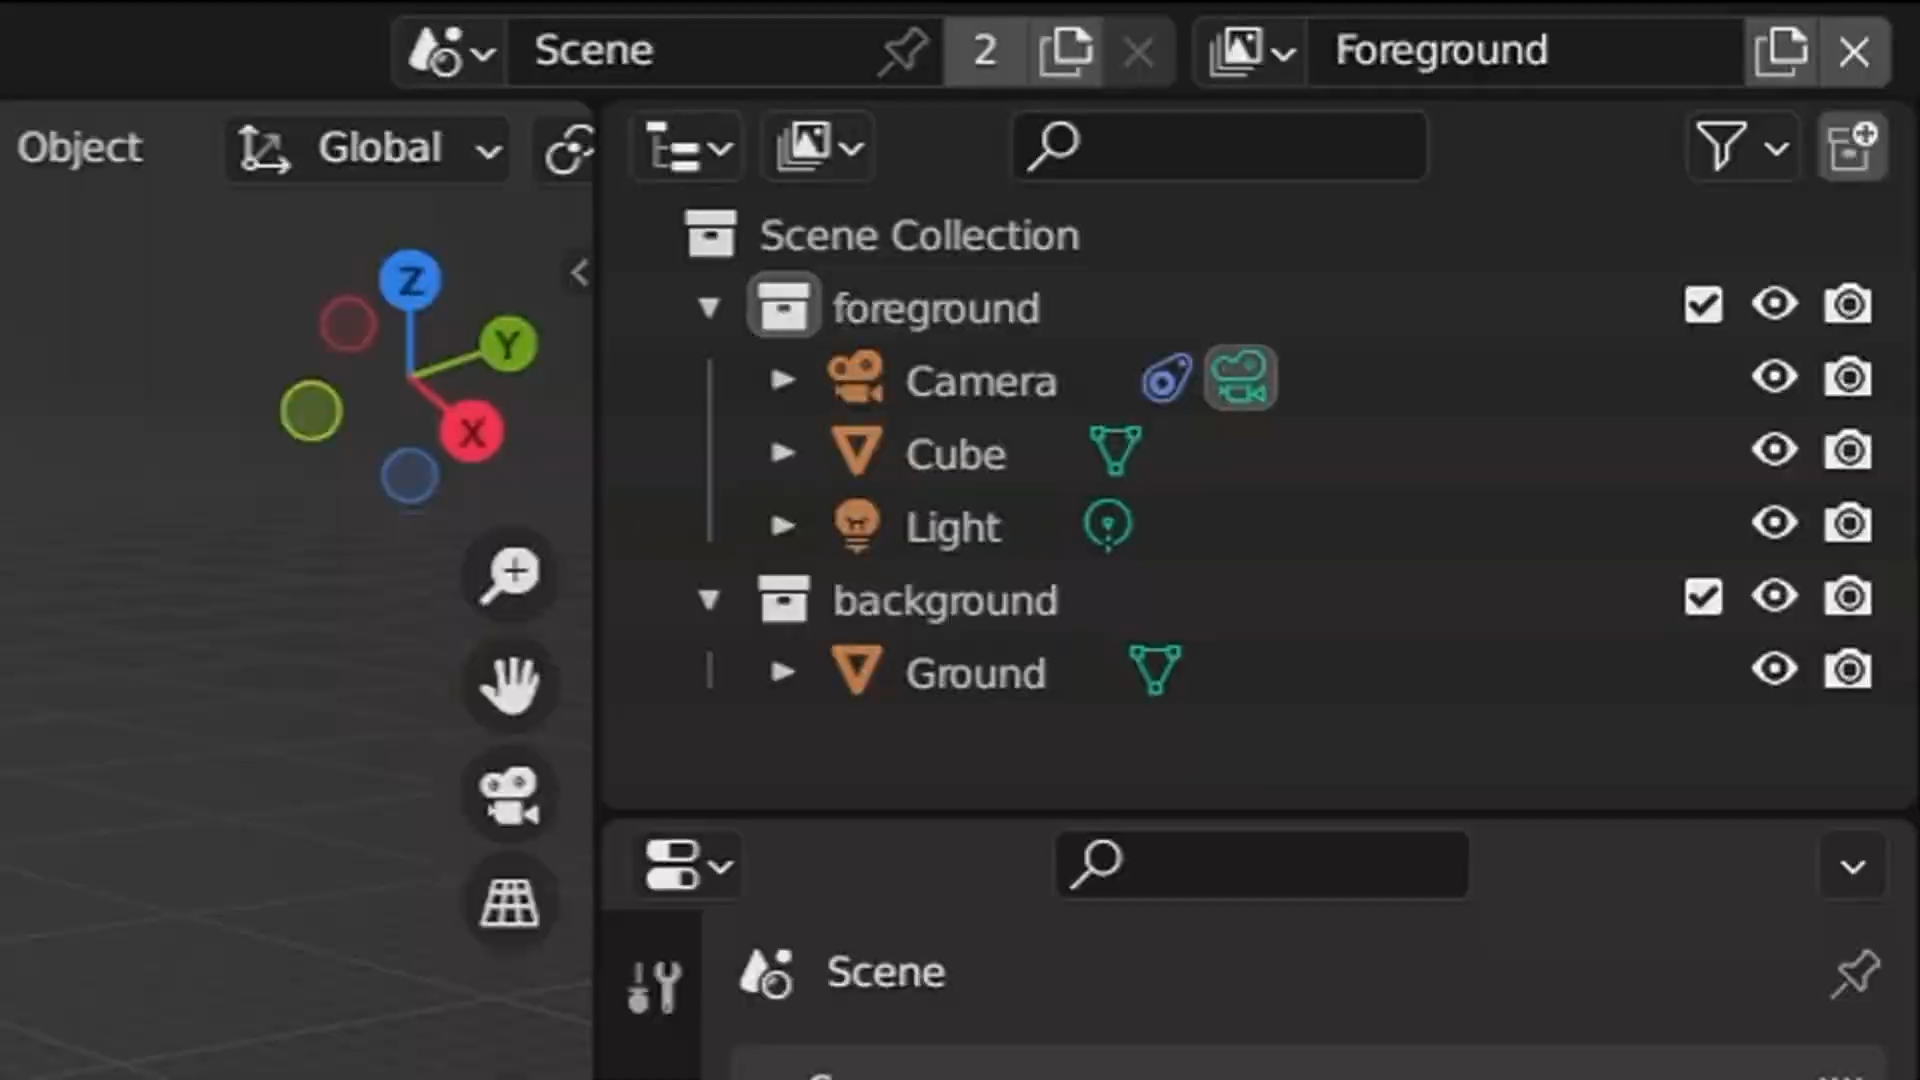 Scene 2 Foreground
Object Global
Scene Collection
foreground
Camera
Cube
Light
background
Ground
Z
Y
X
Scene